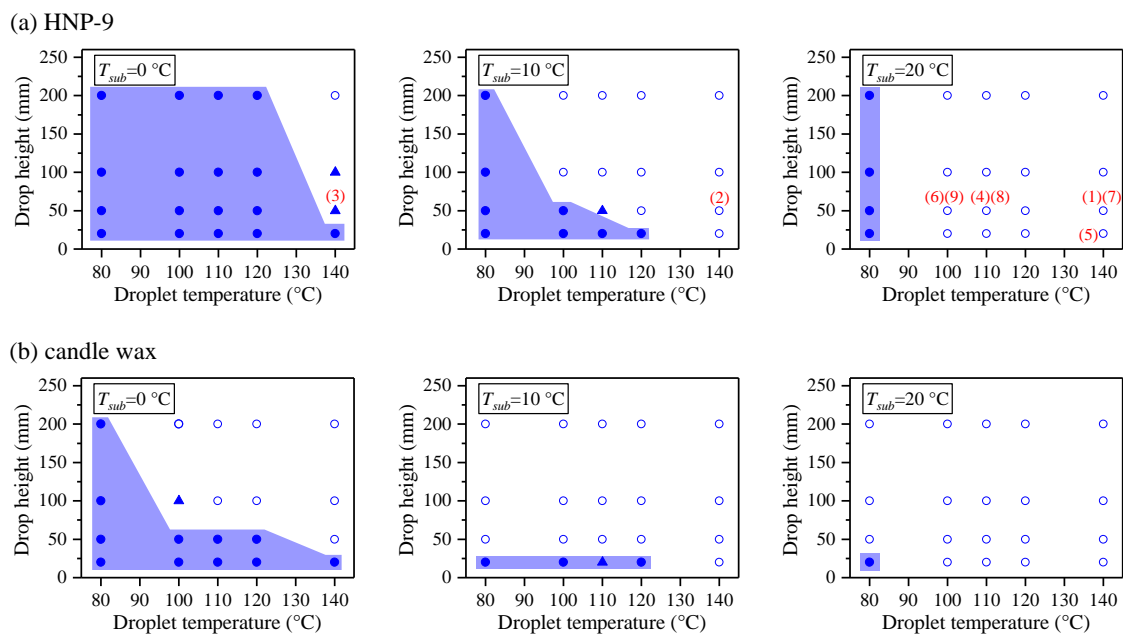 (a) HNP-9
T_sub=0 °C
T_sub=10 °C
T_sub=20 °C
Drop height (mm)
250
200
150
100
50
0
(3)
80 90 100 110 120 130 140
Droplet temperature (°C)
Drop height (mm)
250
200
150
100
50
0
(2)
80 90 100 110 120 130 140
Droplet temperature (°C)
Drop height (mm)
250
200
150
100
50
0
(6)(9) (4)(8) (1)(7)
(5)
80 90 100 110 120 130 140
Droplet temperature (°C)
(b) candle wax
T_sub=0 °C
T_sub=10 °C
T_sub=20 °C
Drop height (mm)
250
200
150
100
50
0
80 90 100 110 120 130 140
Droplet temperature (°C)
Drop height (mm)
250
200
150
100
50
0
80 90 100 110 120 130 140
Droplet temperature (°C)
Drop height (mm)
250
200
150
100
50
0
80 90 100 110 120 130 140
Droplet temperature (°C)